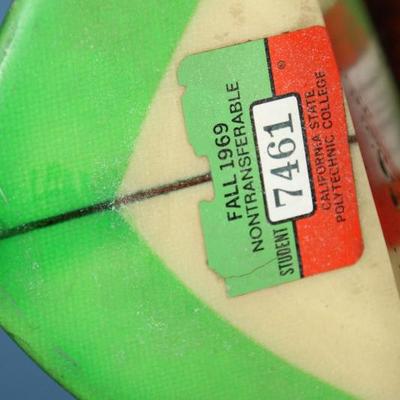 FALL 1969
NONTRANSFERABLE
STUDENT 7461
CALIFORNIA STATE
POLYTECHNIC COLLEGE
®